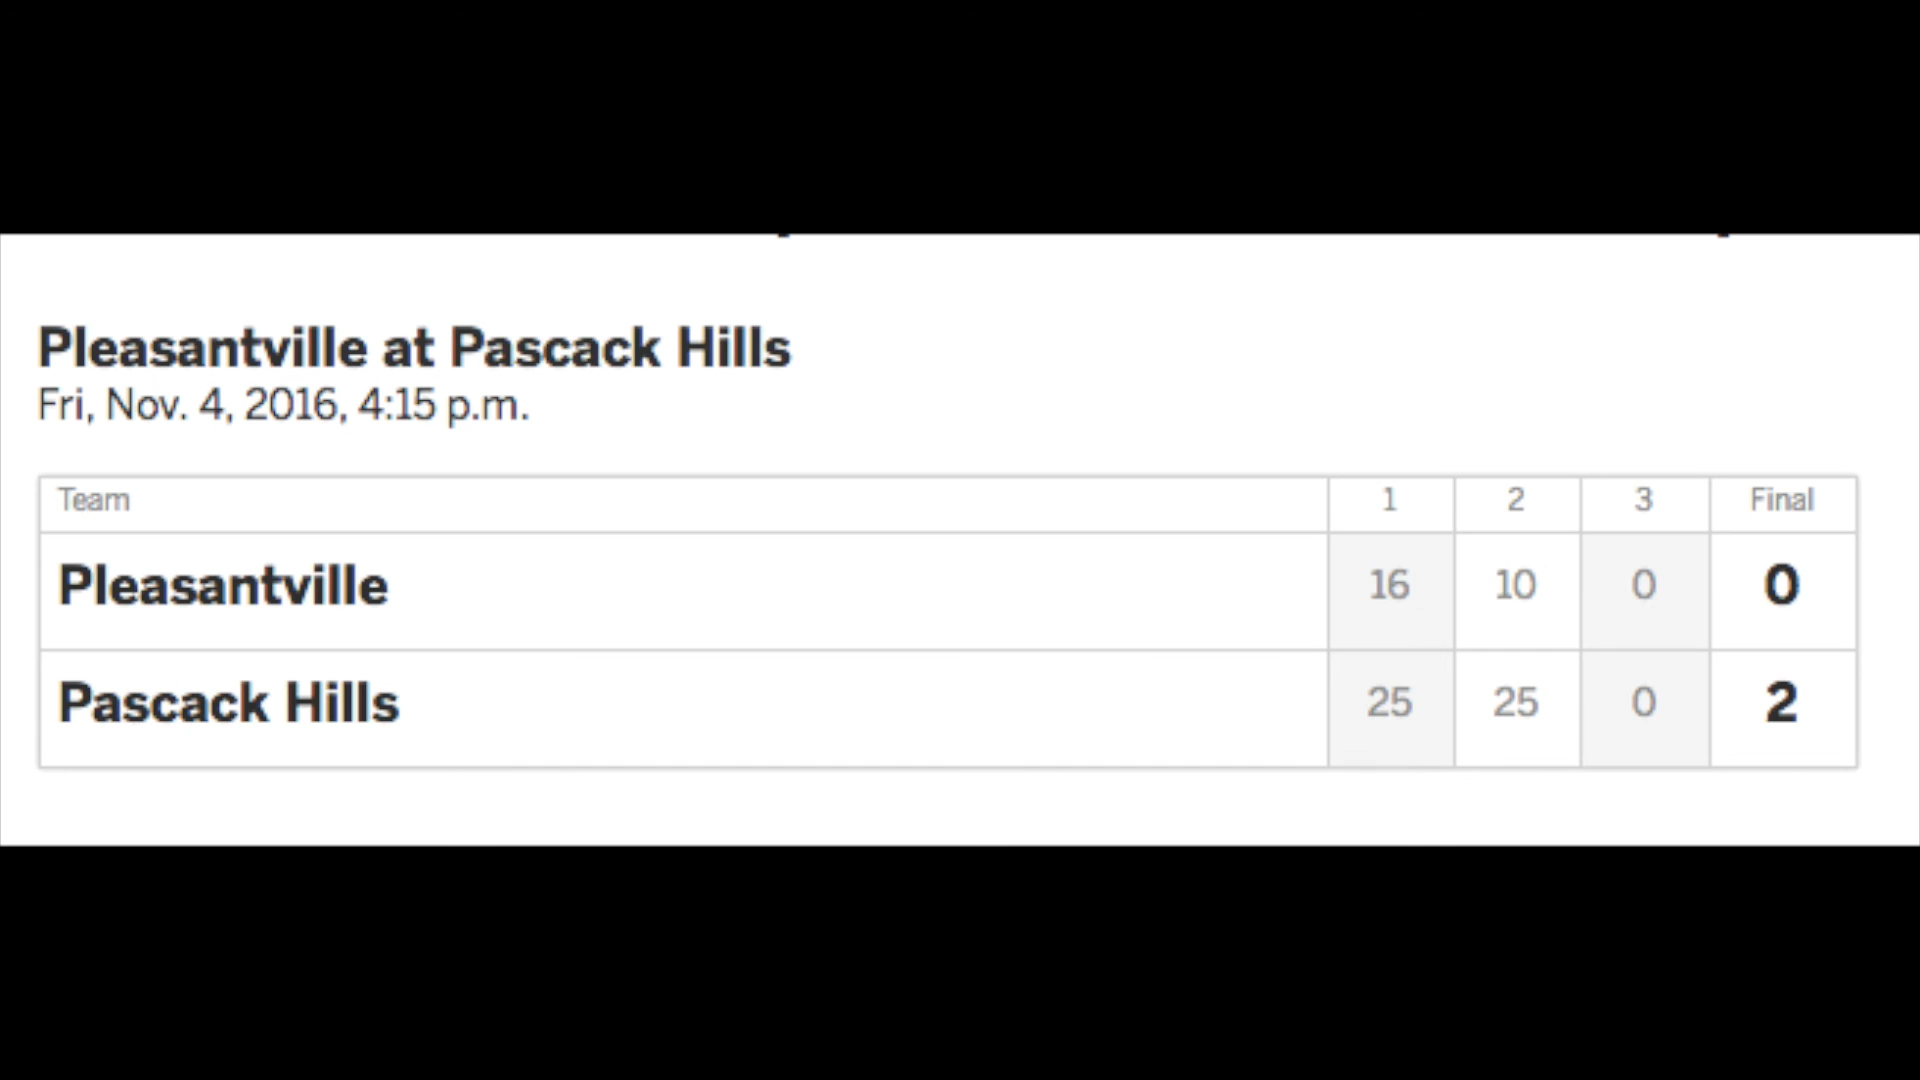 Pleasantville at Pascack Hills
Fri, Nov. 4, 2016, 4:15 p.m.
Team 1 2 3 Final
Pleasantville 16 10 0 0
Pascack Hills 25 25 0 2